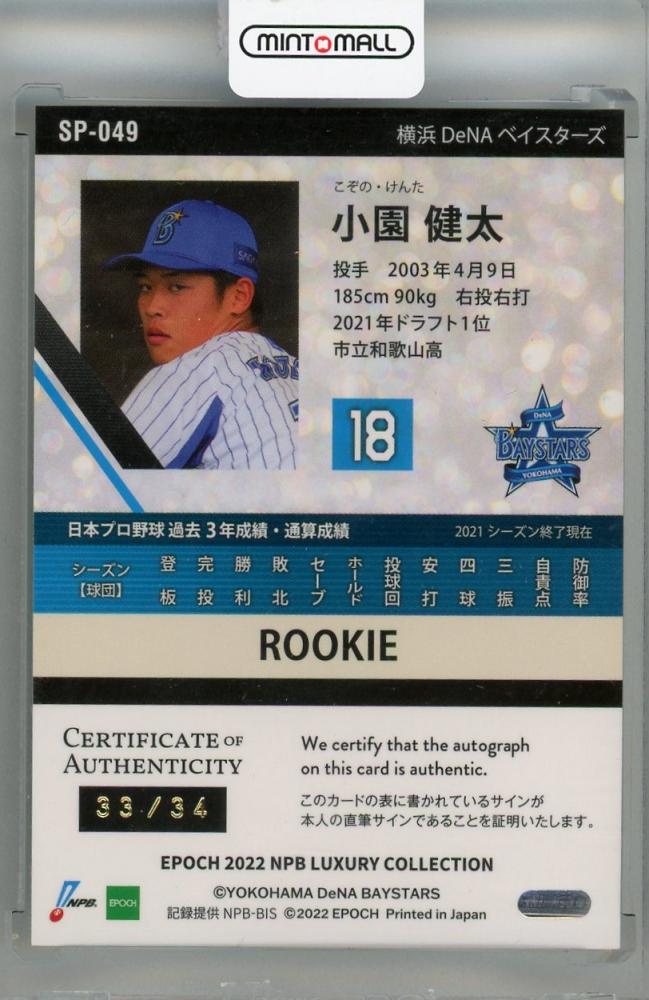 MINT MALL
SP-049
横浜 DeNA ベイスターズ
こぞの・けんた
小園 健太
投手 2003年4月9日
185cm 90kg 右投右打
2021年ドラフト1位
市立和歌山高
18
DeNA
BAYSTARS
YOKOHAMA
日本プロ野球 過去3年成績・通算成績
2021 シーズン終了現在
シーズン【球団】 登板 完投 勝利 敗北 セーブ ホールド 投球回 安打 四球 三振 自責点 防御率
ROOKIE
CERTIFICATE OF
AUTHENTICITY
33/34
We certify that the autograph
on this card is authentic.
このカードの表に書かれているサインが
本人の直筆サインであることを証明いたします。
EPOCH 2022 NPB LUXURY COLLECTION
©YOKOHAMA DeNA BAYSTARS
記録提供 NPB-BIS ©2022 EPOCH Printed in Japan
NPB
EPOCH